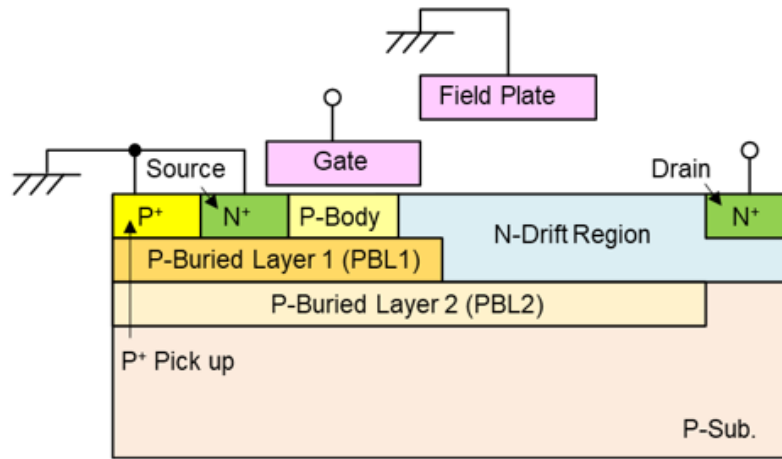 Field Plate
Gate
Source
Drain
P⁺
N⁺
P-Body
N-Drift Region
N⁺
P-Buried Layer 1 (PBL1)
P-Buried Layer 2 (PBL2)
P⁺ Pick up
P-Sub.